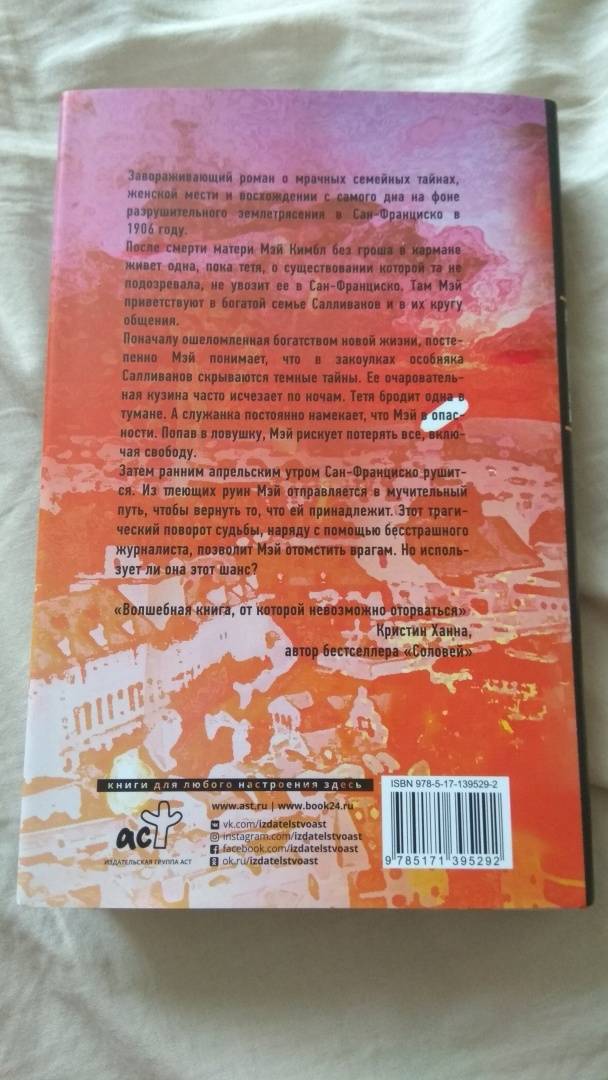 Завораживающий роман о мрачных семейных тайнах,
женской мести и восхождении с самого дна на фоне
разрушительного землетрясения в Сан-Франциско в
1906 году.
После смерти матери Мэй Кимбл без гроша в кармане
живет одна, пока тетя, о существовании которой та не
подозревала, не увозит ее в Сан-Франциско. Там Мэй
приветствуют в богатой семье Салливанов и в их кругу
общения.
Поначалу ошеломленная богатством новой жизни, посте-
пенно Мэй понимает, что в закоулках особняка
Салливанов скрываются темные тайны. Ее очарователь-
ная кузина часто исчезает по ночам. Тетя бродит одна в
тумане. А служанка постоянно намекает, что Мэй в опас-
ности. Попав в ловушку, Мэй рискует потерять все, вклю-
чая свободу.
Затем ранним апрельским утром Сан-Франциско рушит-
ся. Из тлеющих руин Мэй отправляется в мучительный
путь, чтобы вернуть то, что ей принадлежит. Этот траги-
ческий поворот судьбы, наряду с помощью бесстрашного
журналиста, позволит Мэй отомстить врагам. Но исполь-
зует ли она этот шанс?
«Волшебная книга, от которой невозможно оторваться»
Кристин Ханна,
автор бестселлера «Соловей»
книги для любого настроения здесь
аст
ИЗДАТЕЛЬСКАЯ ГРУППА АСТ
www.ast.ru | www.book24.ru
vk.com/izdatelstvoast
instagram.com/izdatelstvoast
facebook.com/izdatelstvoast
ok.ru/izdatelstvoast
ISBN 978-5-17-139529-2
9 785171 395292